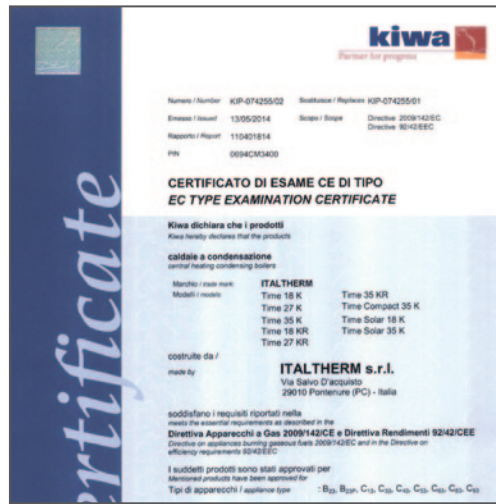 kiwa
Partner for progress
Numero / Number KIP-074255/02 Sostituisce / Replaces KIP-074255/01
Emesso / Issued 13/05/2014 Scopo / Scope Directive 2009/142/EC
Directive 92/42/EEC
Rapporto / Report 110401814
PIN 0694CM3400
CERTIFICATO DI ESAME CE DI TIPO
EC TYPE EXAMINATION CERTIFICATE
Kiwa dichiara che i prodotti
Kiwa hereby declares that the products
caldaie a condensazione
central heating condensing boilers
Marchio / trade mark ITALTHERM
Modelli / models Time 18 K Time 35 KR
Time 27 K Time Compact 35 K
Time 35 K Time Solar 18 K
Time 18 KR Time Solar 35 K
Time 27 KR
costruite da /
made by ITALTHERM s.r.l.
Via Salvo D'acquisto
29010 Pontenure (PC) - Italia
soddisfano i requisiti riportati nella
meets the essential requirements as described in the
Direttiva Apparecchi a Gas 2009/142/CE e Direttiva Rendimenti 92/42/CEE
Directive on appliances burning gaseous fuels 2009/142/EC and in the Directive on
efficiency requirements 92/42/EEC
I suddetti prodotti sono stati approvati per
Mentioned products have been approved for
Tipi di apparecchi / appliance type :
ertificate